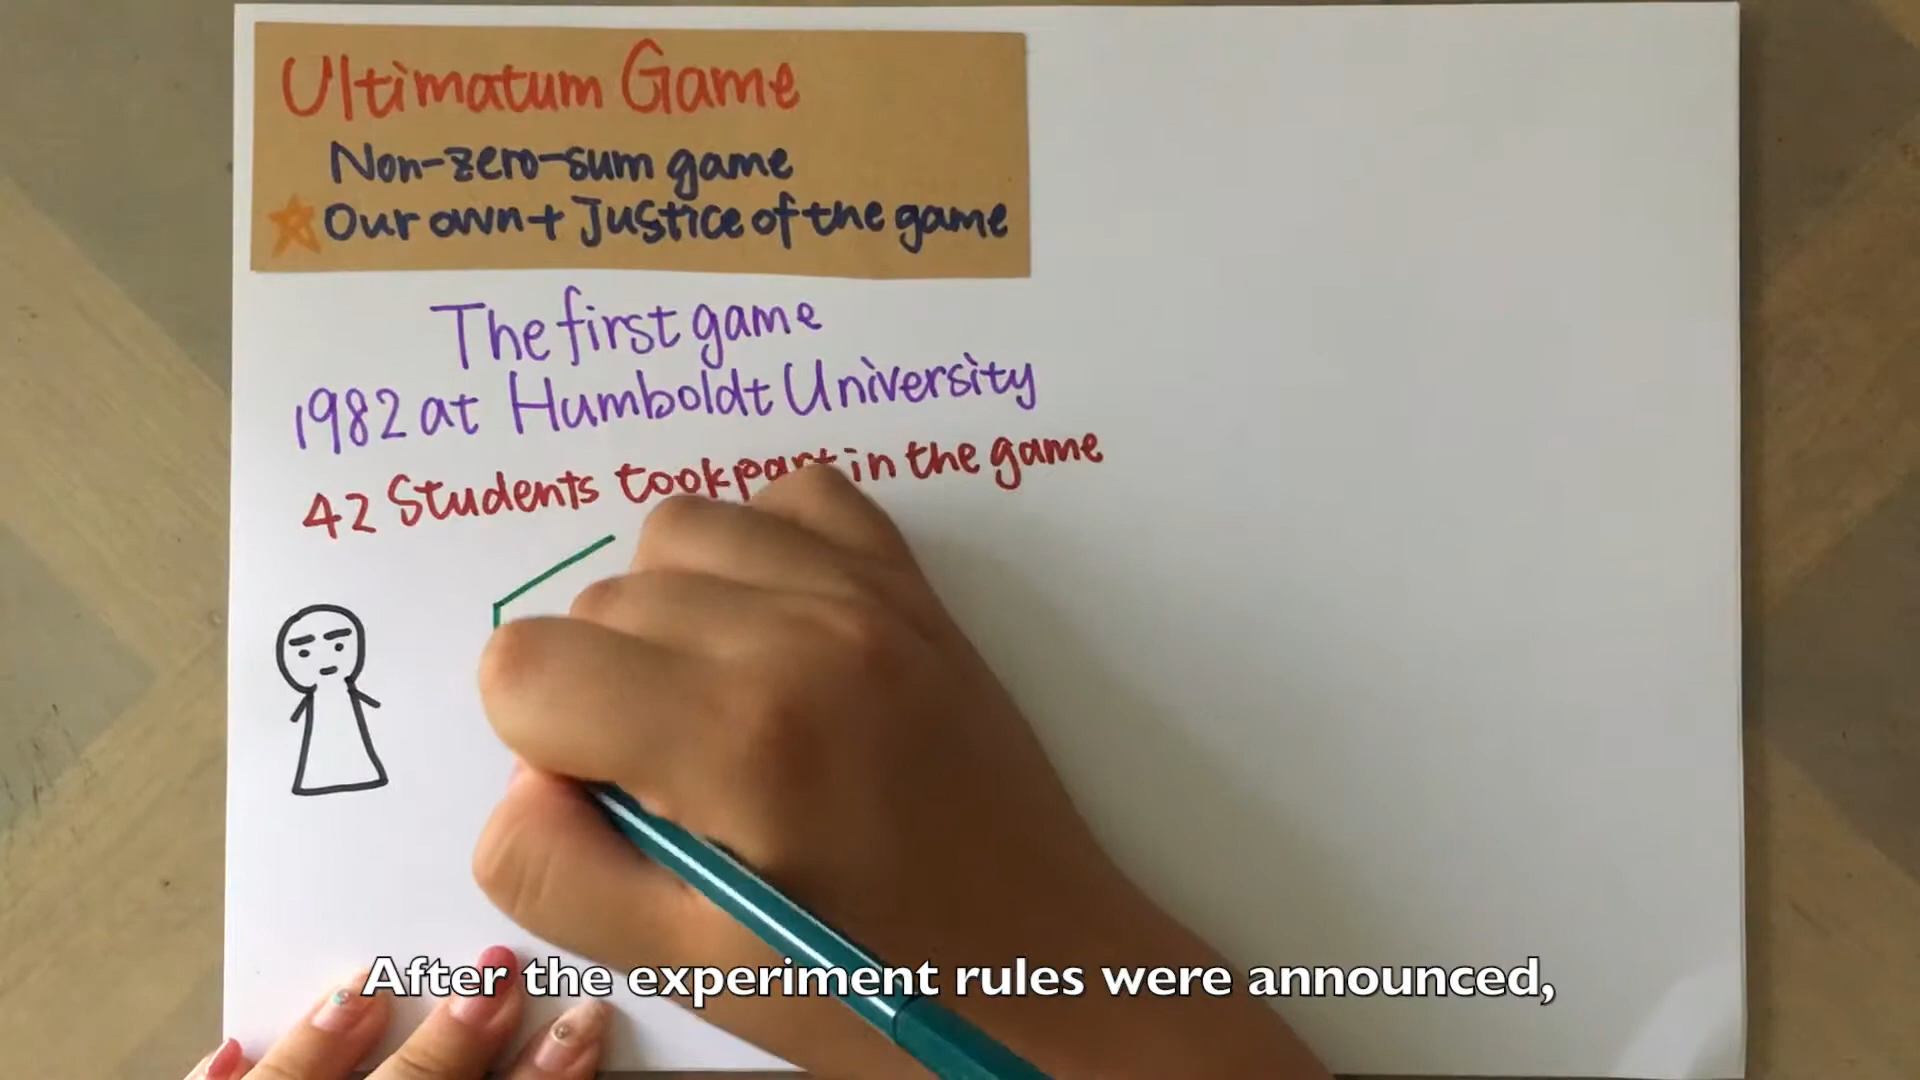 Ultimatum Game
Non-zero-sum game
Our own + Justice of the game
The first game
1982 at Humboldt University
42 Students took part in the game
After the experiment rules were announced,